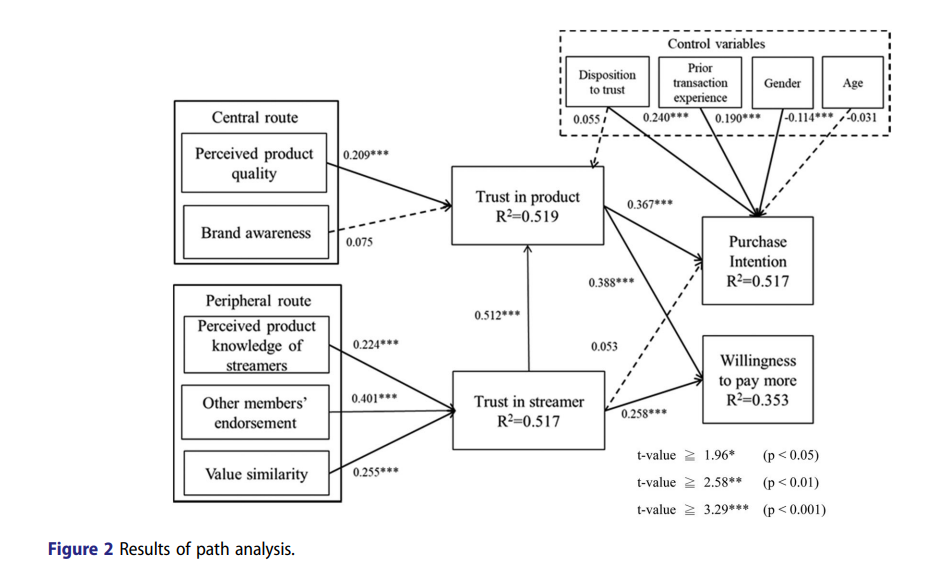 Control variables
Disposition
to trust
Prior
transaction
experience
Gender
Age
0.055
0.240***
0.190***
-0.114***
-0.031
Central route
Perceived product
quality
0.209***
Brand awareness
0.075
Trust in product
R²=0.519
0.367***
Purchase
Intention
R²=0.517
0.388***
Peripheral route
Perceived product
knowledge of
streamers
0.224***
0.512***
0.053
Other members’
endorsement
0.401***
Trust in streamer
R²=0.517
Willingness
to pay more
R²=0.353
0.258***
Value similarity
0.255***
t-value ≧ 1.96* (p < 0.05)
t-value ≧ 2.58** (p < 0.01)
t-value ≧ 3.29*** (p < 0.001)
Figure 2 Results of path analysis.